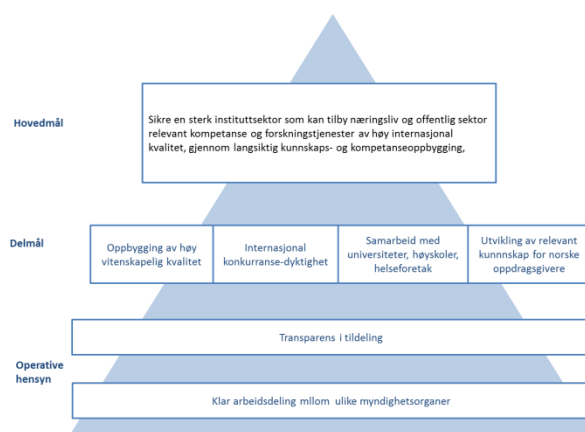 Hovedmål
Sikre en sterk instituttsektor som kan tilby næringsliv og offentlig sektor
relevant kompetanse og forskningstjenester av høy internasjonal
kvalitet, gjennom langsiktig kunnskaps- og kompetanseoppbygging,
Delmål
Oppbygging av høy
vitenskapelig kvalitet
Internasjonal
konkurranse-dyktighet
Samarbeid med
universiteter, høyskoler,
helseforetak
Utvikling av relevant
kunnnskap for norske
oppdragsgivere
Operative
hensyn
Transparens i tildeling
Klar arbeidsdeling mllom ulike myndighetsorganer